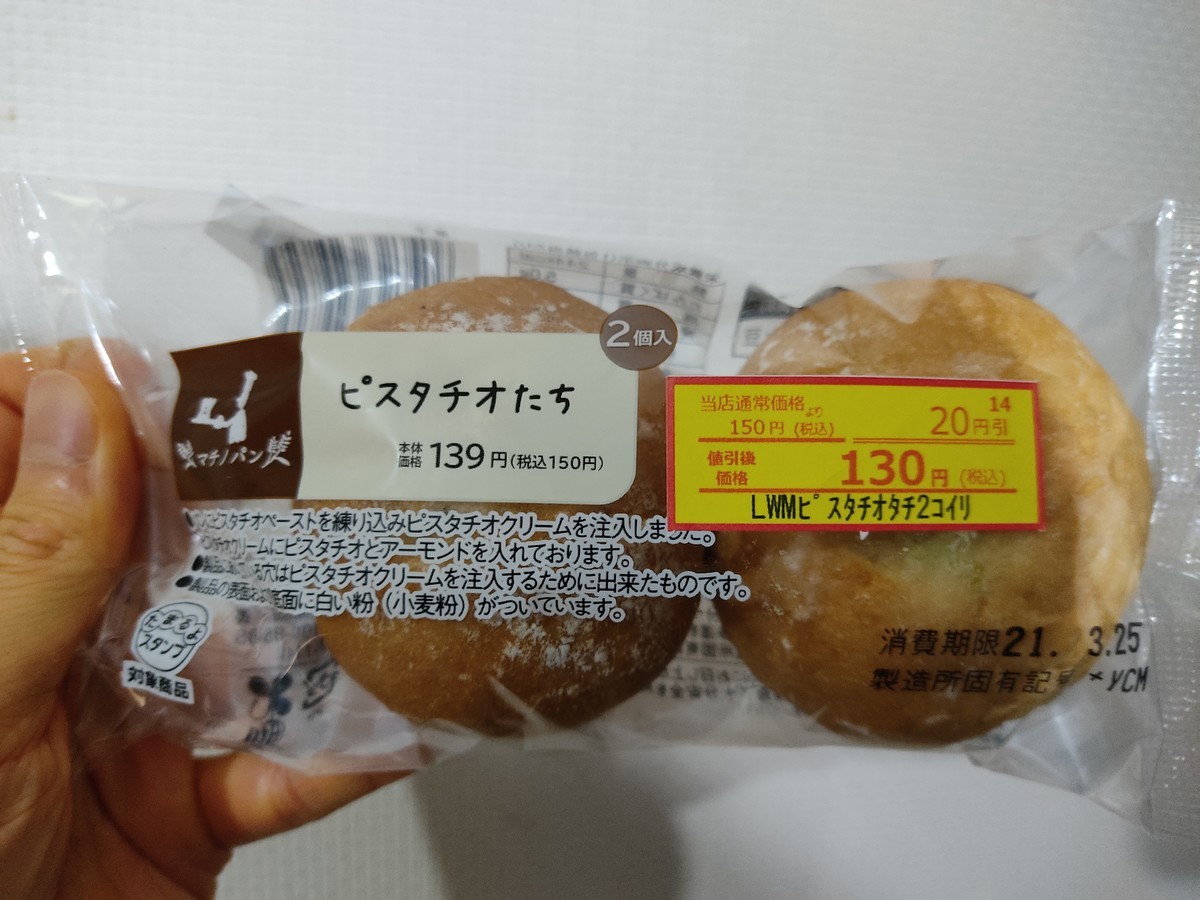 2個入
ピスタチオたち
マチノパン
本体価格 139円(税込150円)
当店通常価格より
150円 (税込)
14
20円引
値引後価格 130円 (税込)
LWMピスタチオタチ2コイリ
ピスタチオペーストを練り込みピスタチオクリームを注入しました。
クリームにピスタチオとアーモンドを入れております。
穴はピスタチオクリームを注入するために出来たものです。
●製品の表面および底面に白い粉(小麦粉)がついています。
たまるよスタンプ
対象商品
消費期限21. 3.25
製造所固有記号 YCM